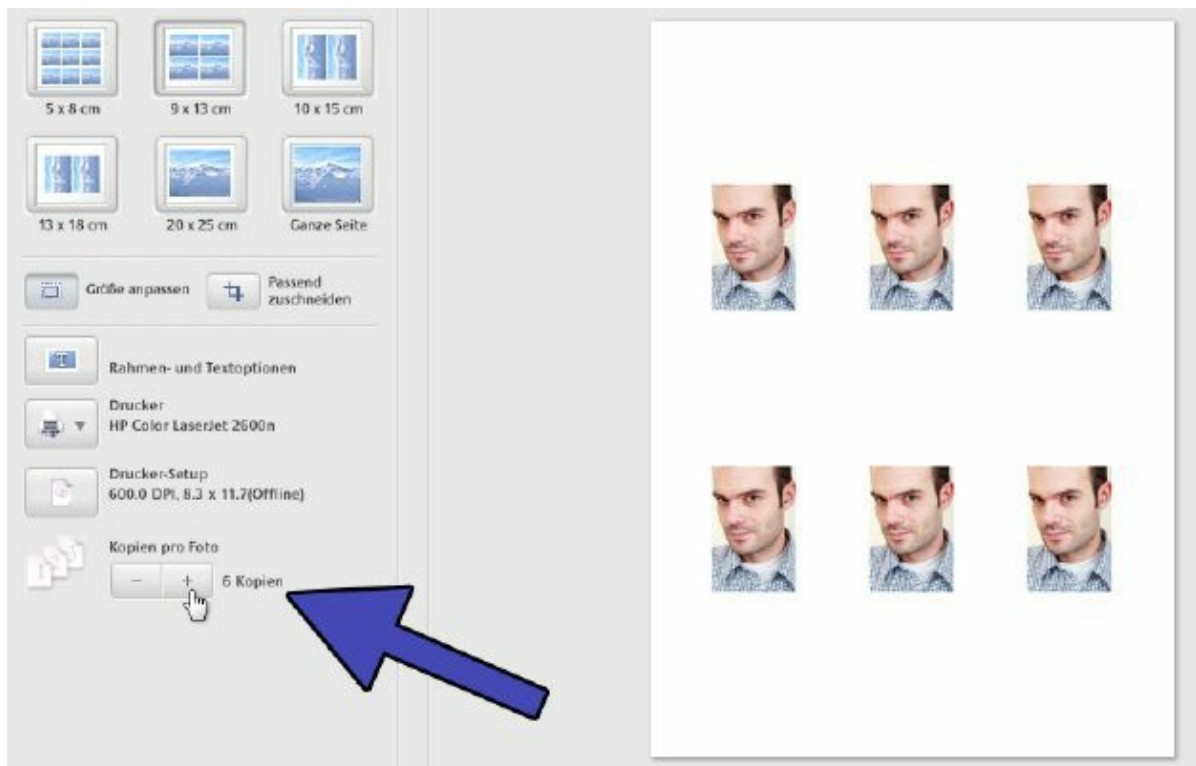 5 x 8 cm
9 x 13 cm
10 x 15 cm
13 x 18 cm
20 x 25 cm
Ganze Seite
Größe anpassen
Passend
zuschneiden
Rahmen- und Textoptionen
Drucker
HP Color LaserJet 2600n
Drucker-Setup
600.0 DPI, 8.3 x 11.7(Offline)
Kopien pro Foto
6 Kopien